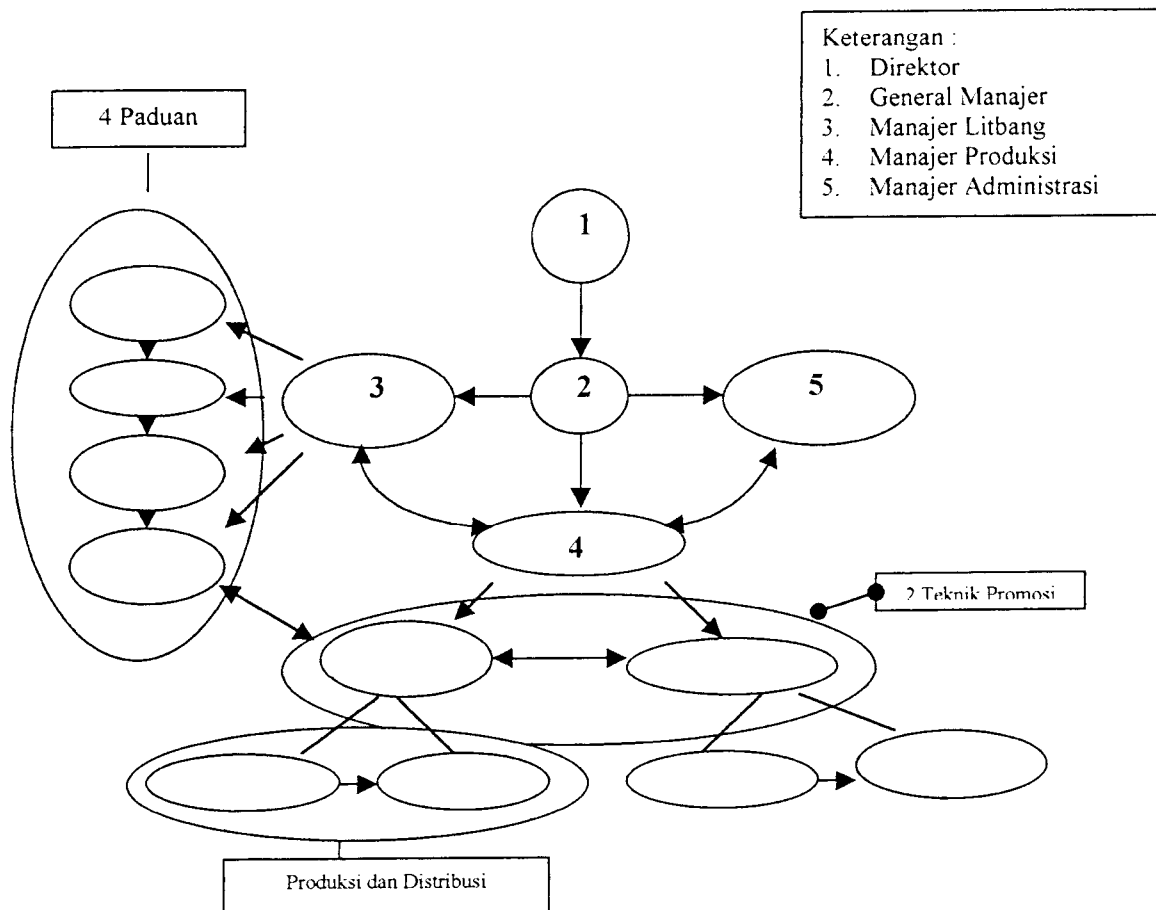 Keterangan :
1. Direktor
2. General Manajer
3. Manajer Litbang
4. Manajer Produksi
5. Manajer Administrasi
4 Paduan
1
3
2
5
4
2 Teknik Promosi
Produksi dan Distribusi